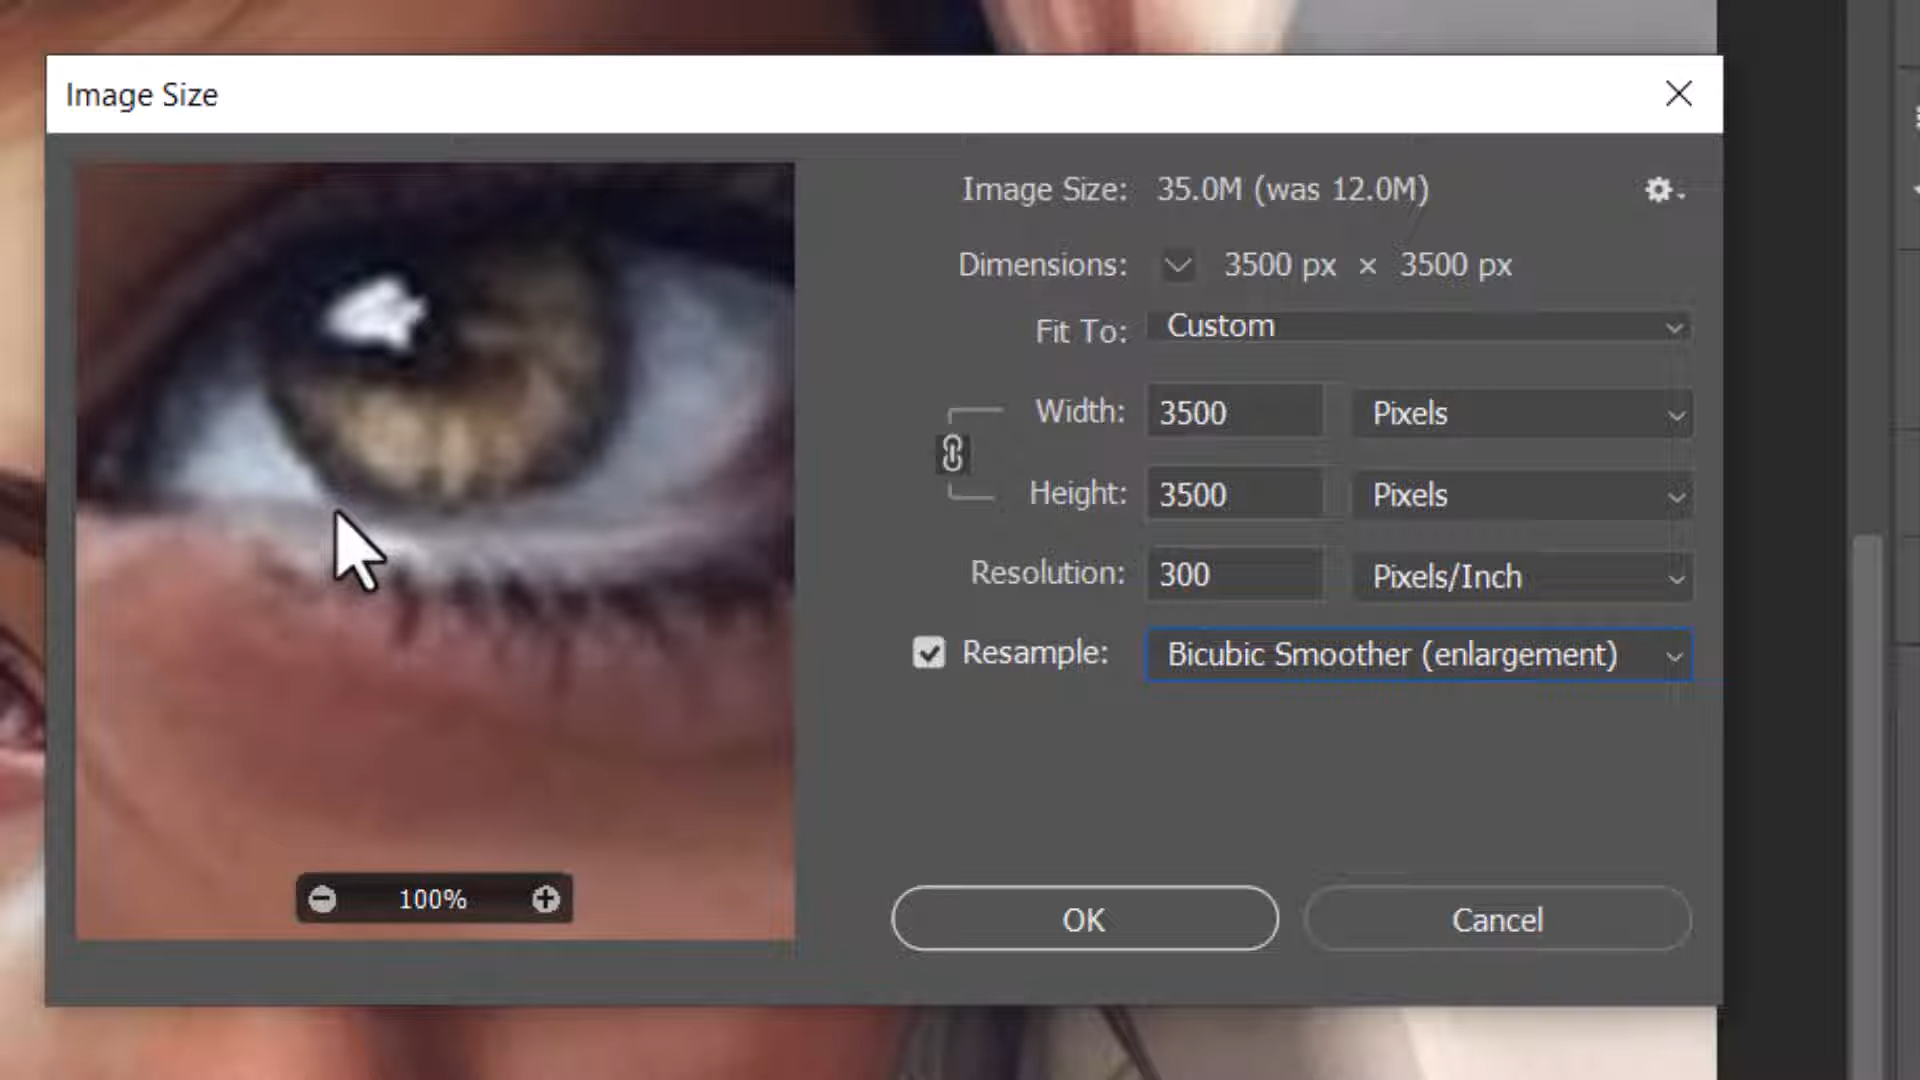 Image Size
Image Size: 35.0M (was 12.0M)
Dimensions: 3500 px × 3500 px
Fit To: Custom
Width: 3500 Pixels
Height: 3500 Pixels
Resolution: 300 Pixels/Inch
Resample: Bicubic Smoother (enlargement)
100%
OK Cancel